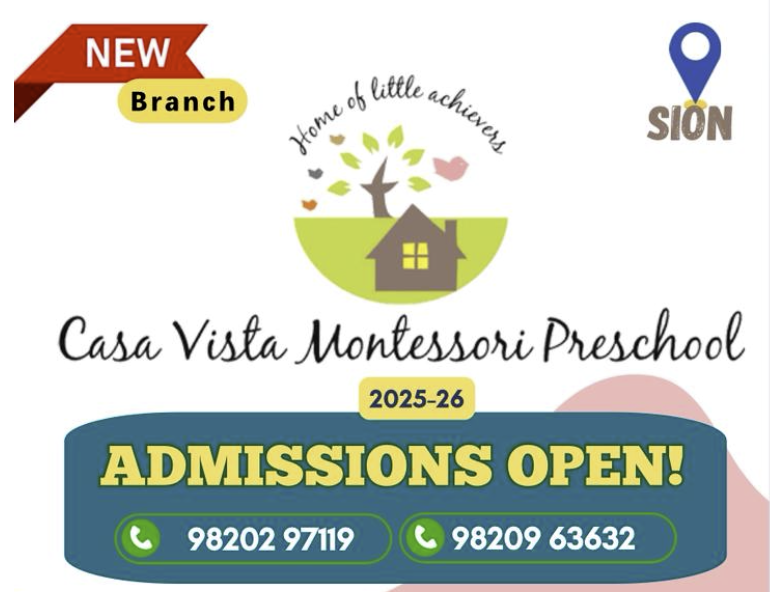 NEW
Branch
SION
Home of little achievers
Casa Vista Montessori Preschool
2025-26
ADMISSIONS OPEN!
98202 97119
98209 63632